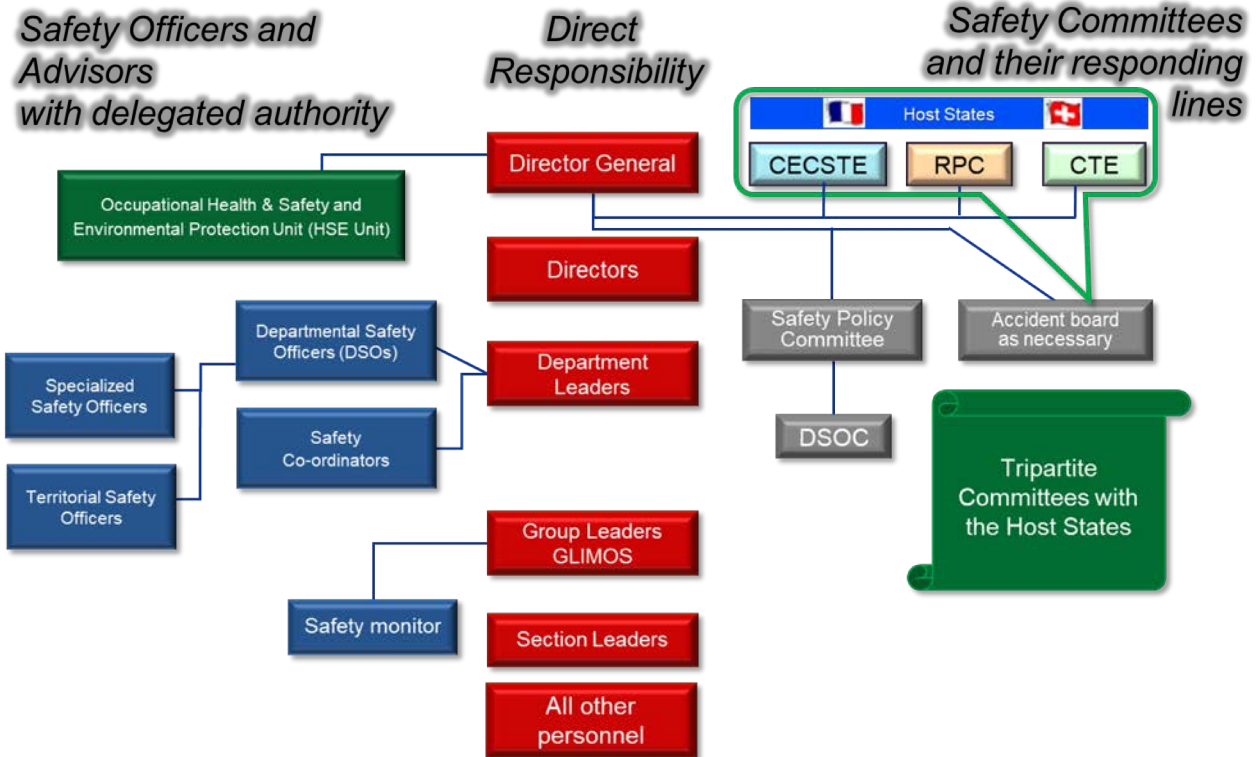 Safety Officers and
Advisors
with delegated authority
Direct
Responsibility
Safety Committees
and their responding
lines
Host States
CECSTE
RPC
CTE
Director General
Occupational Health & Safety and
Environmental Protection Unit (HSE Unit)
Directors
Departmental Safety
Officers (DSOs)
Safety Policy
Committee
Accident board
as necessary
Department
Leaders
Specialized
Safety Officers
Safety
Co-ordinators
DSOC
Tripartite
Committees with
the Host States
Territorial Safety
Officers
Group Leaders
GLIMOS
Safety monitor
Section Leaders
All other
personnel